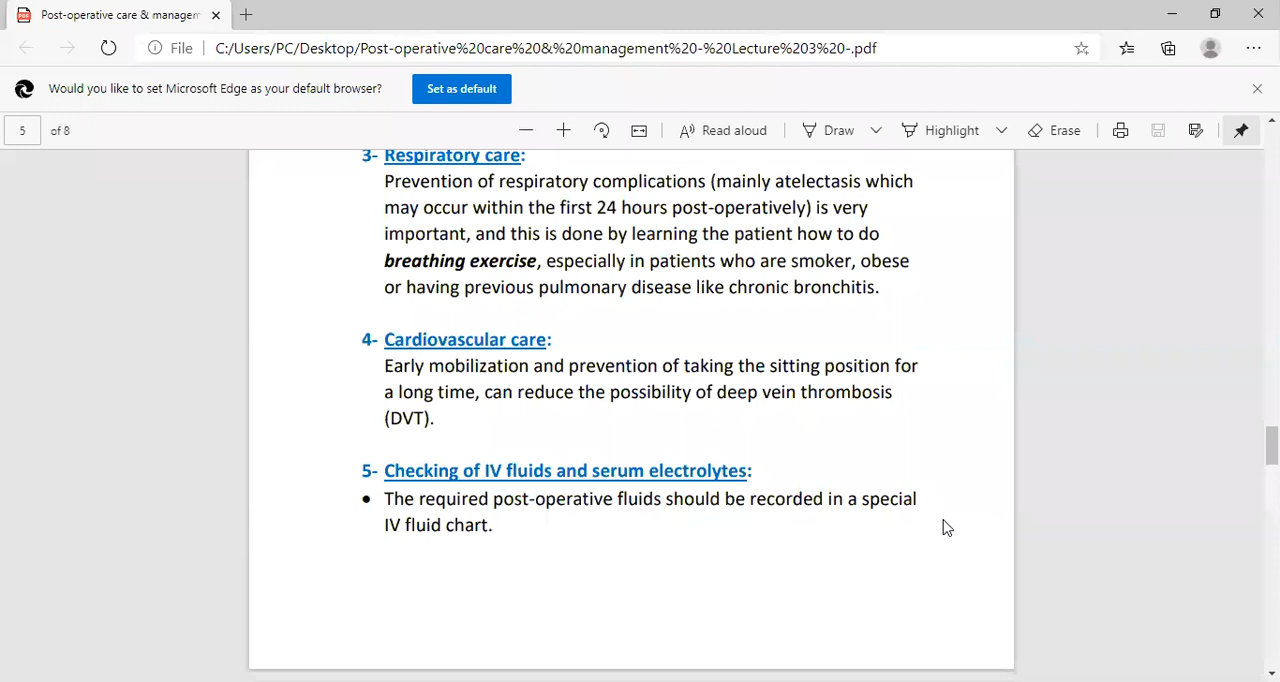 Post-operative care & managem
File
C:/Users/PC/Desktop/Post-operative%20care%20&%20management%20-%20Lecture%203%20-.pdf
Would you like to set Microsoft Edge as your default browser?
Set as default
5 of 8
Read aloud
Draw
Highlight
Erase
3- Respiratory care:
Prevention of respiratory complications (mainly atelectasis which
may occur within the first 24 hours post-operatively) is very
important, and this is done by learning the patient how to do
breathing exercise, especially in patients who are smoker, obese
or having previous pulmonary disease like chronic bronchitis.
4- Cardiovascular care:
Early mobilization and prevention of taking the sitting position for
a long time, can reduce the possibility of deep vein thrombosis
(DVT).
5- Checking of IV fluids and serum electrolytes:
• The required post-operative fluids should be recorded in a special
IV fluid chart.